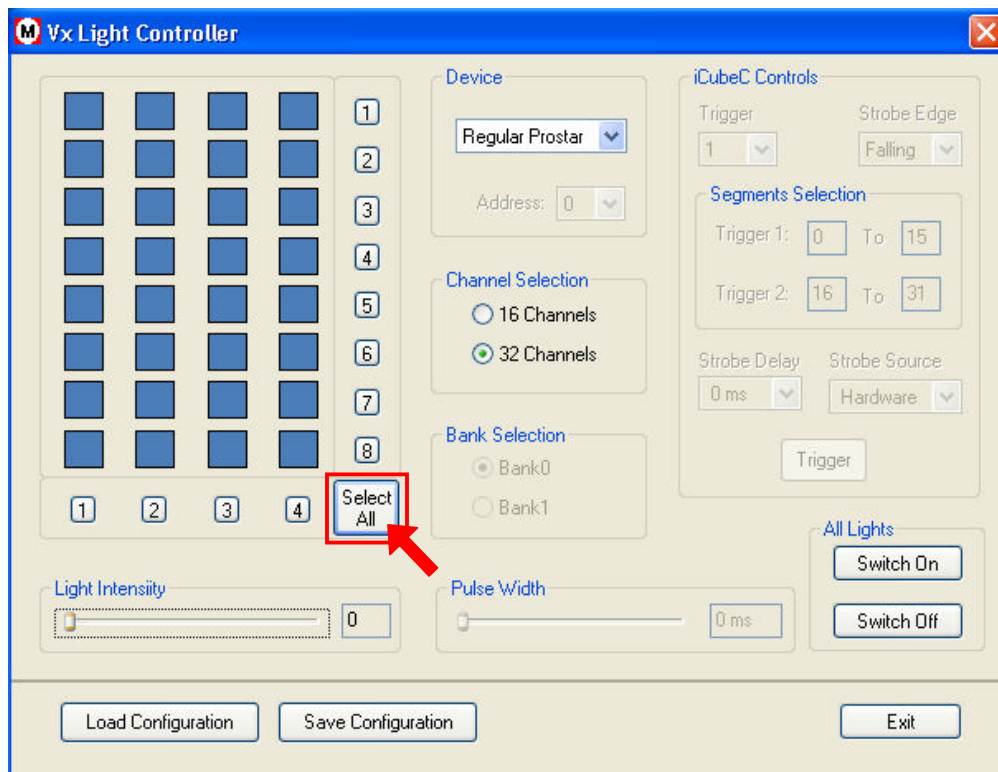 M Vx Light Controller
1
2
3
4
5
6
7
8
1 2 3 4
Select
All
Device
Regular Prostar
Address: 0
Channel Selection
16 Channels
32 Channels
Bank Selection
Bank0
Bank1
iCubeC Controls
Trigger Strobe Edge
1 Falling
Segments Selection
Trigger 1: 0 To 15
Trigger 2: 16 To 31
Strobe Delay Strobe Source
0 ms Hardware
Trigger
Light Intensiity
0
Pulse Width
0 ms
All Lights
Switch On
Switch Off
Load Configuration Save Configuration Exit